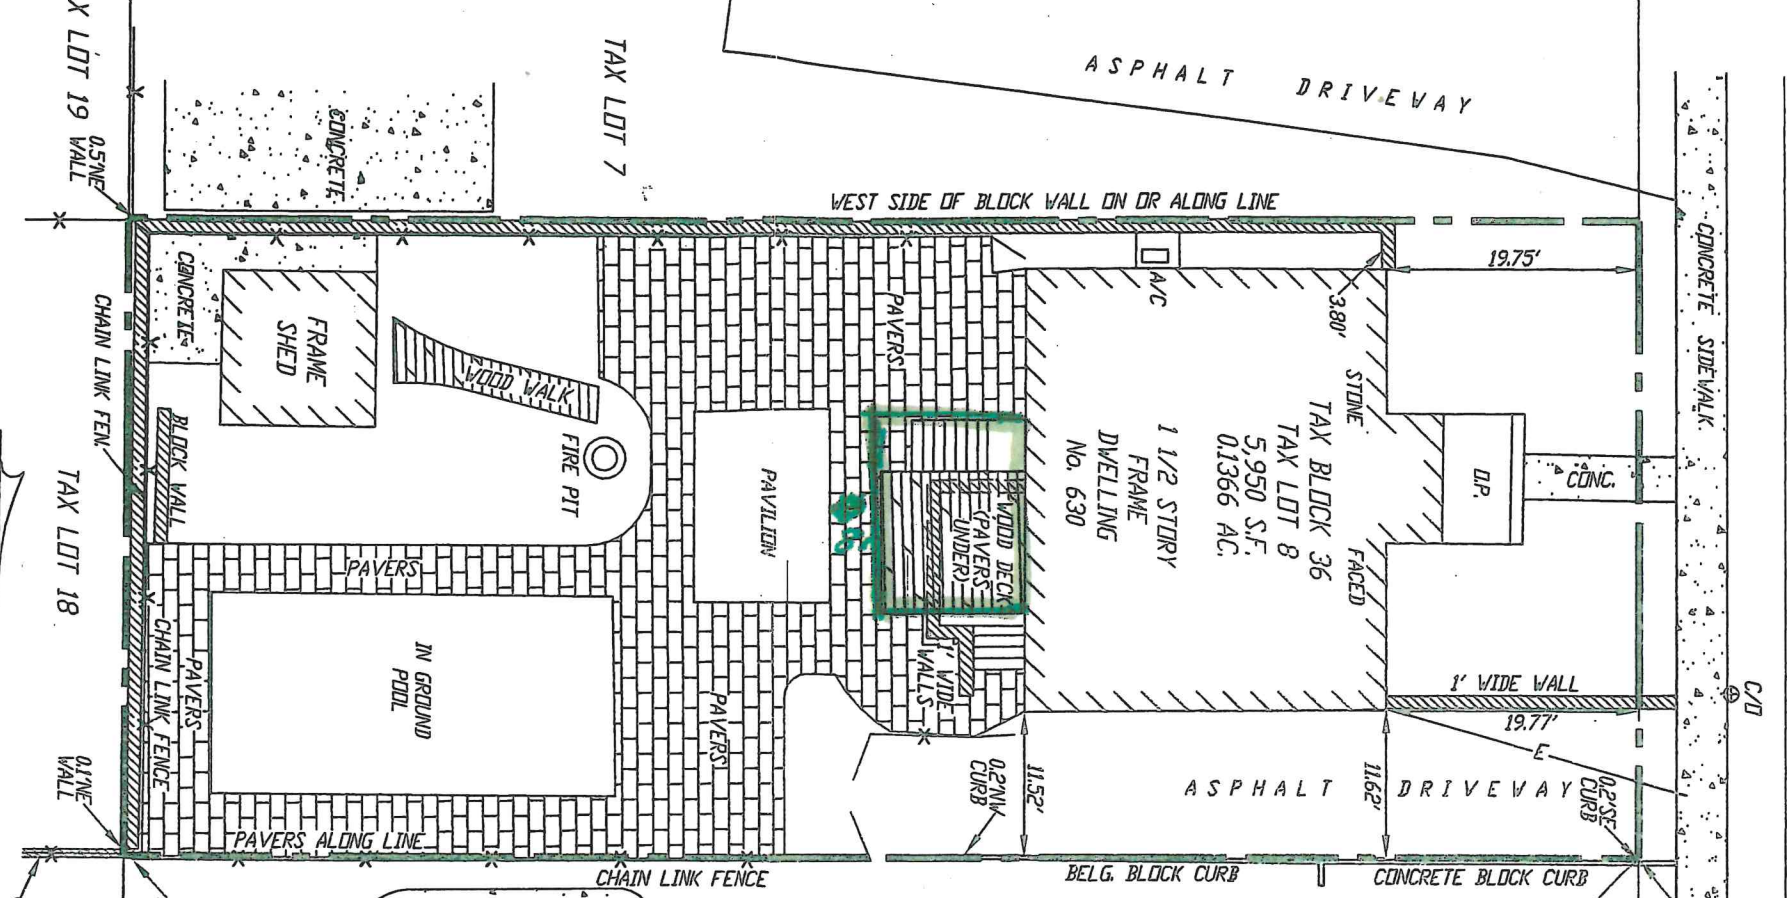 TAX LOT 7
ASPHALT DRIVEWAY
X LOT 19
0.5'NE
WALL
CONCRETE
WEST SIDE OF BLOCK WALL ON OR ALONG LINE
CONCRETE SIDEWALK
19.75'
3.80'
A/C
CONCRETE
CHAIN LINK FEN.
FRAME
SHED
WOOD WALK
PAVERS
STONE
FACED
TAX BLOCK 36
TAX LOT 8
5,950 S.F.
0.1366 AC.
1 1/2 STORY
FRAME
DWELLING
No. 630
O.P.
CONC.
BLOCK WALL
FIRE PIT
PAVILION
WOOD DECK
(PAVERS
UNDER)
TAX LOT 18
PAVERS
1' WIDE
WALLS
1' WIDE WALL
19.77'
E
C/O
CHAIN LINK FENCE
PAVERS
IN GROUND
POOL
PAVERS
0.1'NE
WALL
0.2'NW
CURB
11.52'
ASPHALT DRIVEWAY
11.62'
0.2'SE
CURB
PAVERS ALONG LINE
CHAIN LINK FENCE
BELG. BLOCK CURB
CONCRETE BLOCK CURB